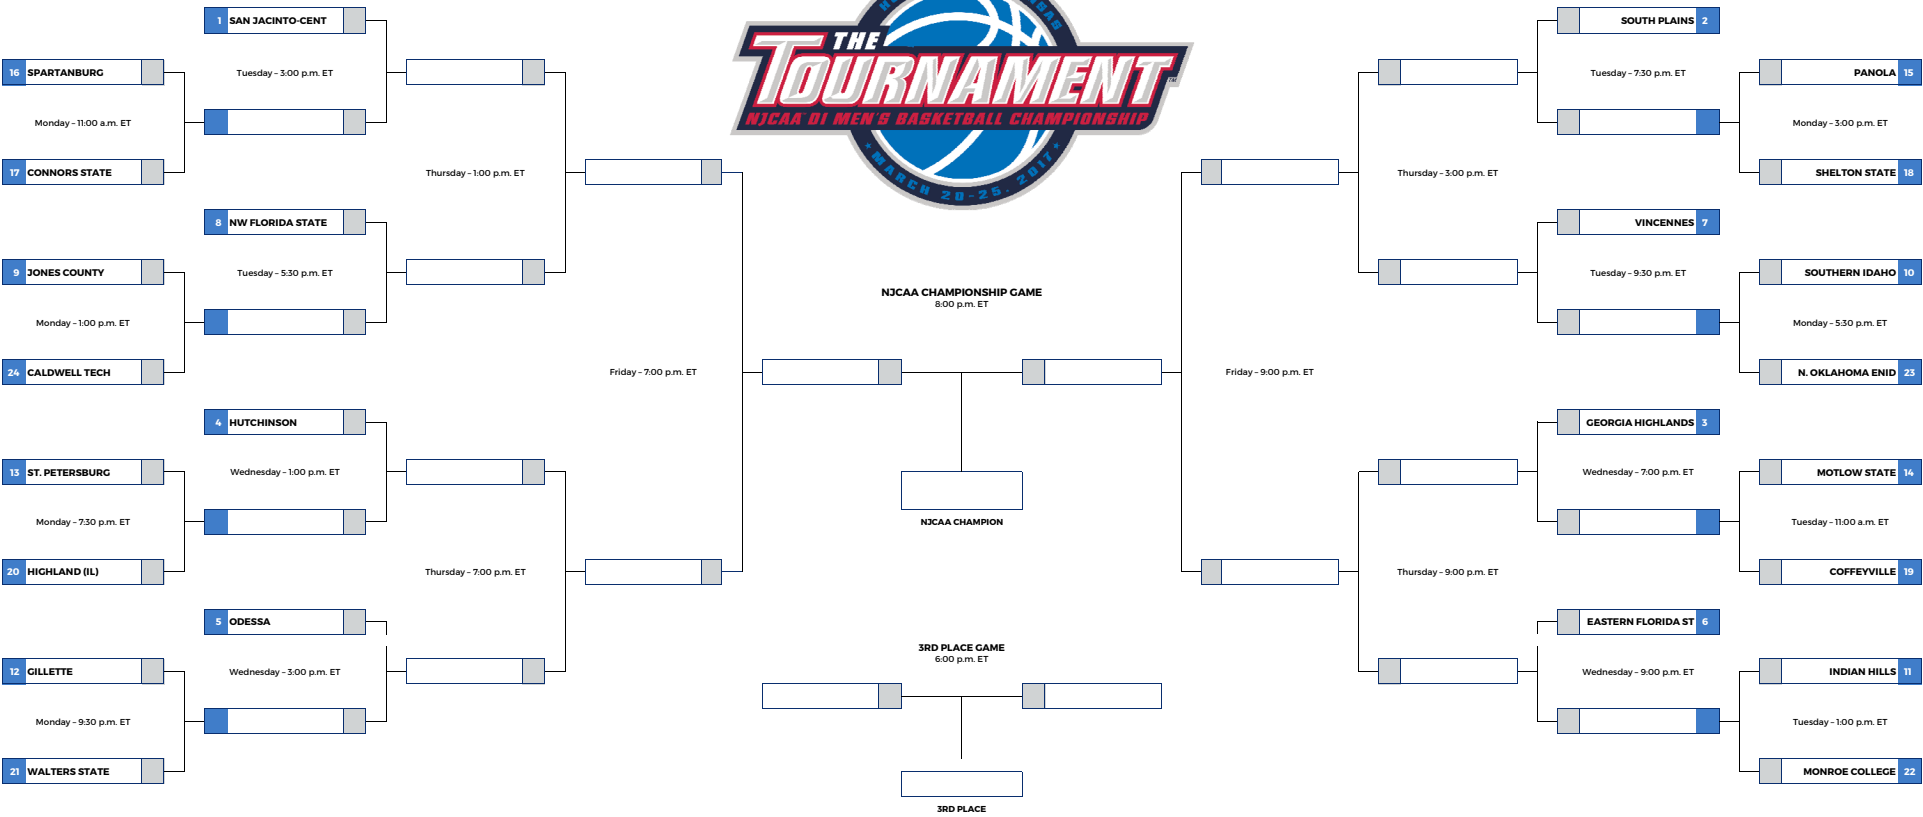 1 SAN JACINTO-CENT
16 SPARTANBURG
Tuesday – 3:00 p.m. ET
Monday – 11:00 a.m. ET
17 CONNORS STATE
Thursday – 1:00 p.m. ET
8 NW FLORIDA STATE
9 JONES COUNTY
Tuesday – 5:30 p.m. ET
Monday – 1:00 p.m. ET
24 CALDWELL TECH
Friday – 7:00 p.m. ET
4 HUTCHINSON
13 ST. PETERSBURG
Wednesday – 1:00 p.m. ET
Monday – 7:30 p.m. ET
20 HIGHLAND (IL)
Thursday – 7:00 p.m. ET
5 ODESSA
12 GILLETTE
Wednesday – 3:00 p.m. ET
Monday – 9:30 p.m. ET
21 WALTERS STATE
THE
TOURNAMENT
NJCAA DI MEN'S BASKETBALL CHAMPIONSHIP
MARCH 20-25, 2017
NJCAA CHAMPIONSHIP GAME
8:00 p.m. ET
NJCAA CHAMPION
3RD PLACE GAME
6:00 p.m. ET
3RD PLACE
SOUTH PLAINS 2
Tuesday – 7:30 p.m. ET
PANOLA 15
Monday – 3:00 p.m. ET
Thursday – 3:00 p.m. ET
SHELTON STATE 18
VINCENNES 7
Tuesday – 9:30 p.m. ET
SOUTHERN IDAHO 10
Monday – 5:30 p.m. ET
Friday – 9:00 p.m. ET
N. OKLAHOMA ENID 23
GEORGIA HIGHLANDS 3
Wednesday – 7:00 p.m. ET
MOTLOW STATE 14
Tuesday – 11:00 a.m. ET
Thursday – 9:00 p.m. ET
COFFEYVILLE 19
EASTERN FLORIDA ST 6
Wednesday – 9:00 p.m. ET
INDIAN HILLS 11
Tuesday – 1:00 p.m. ET
MONROE COLLEGE 22